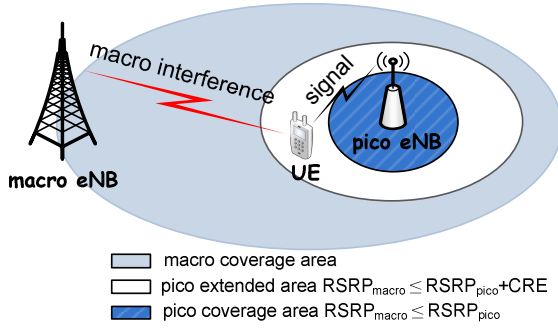 macro interference
signal
pico eNB
UE
macro eNB
macro coverage area
pico extended area RSRPmacro ≤ RSRPpico+CRE
pico coverage area RSRPmacro ≤ RSRPpico